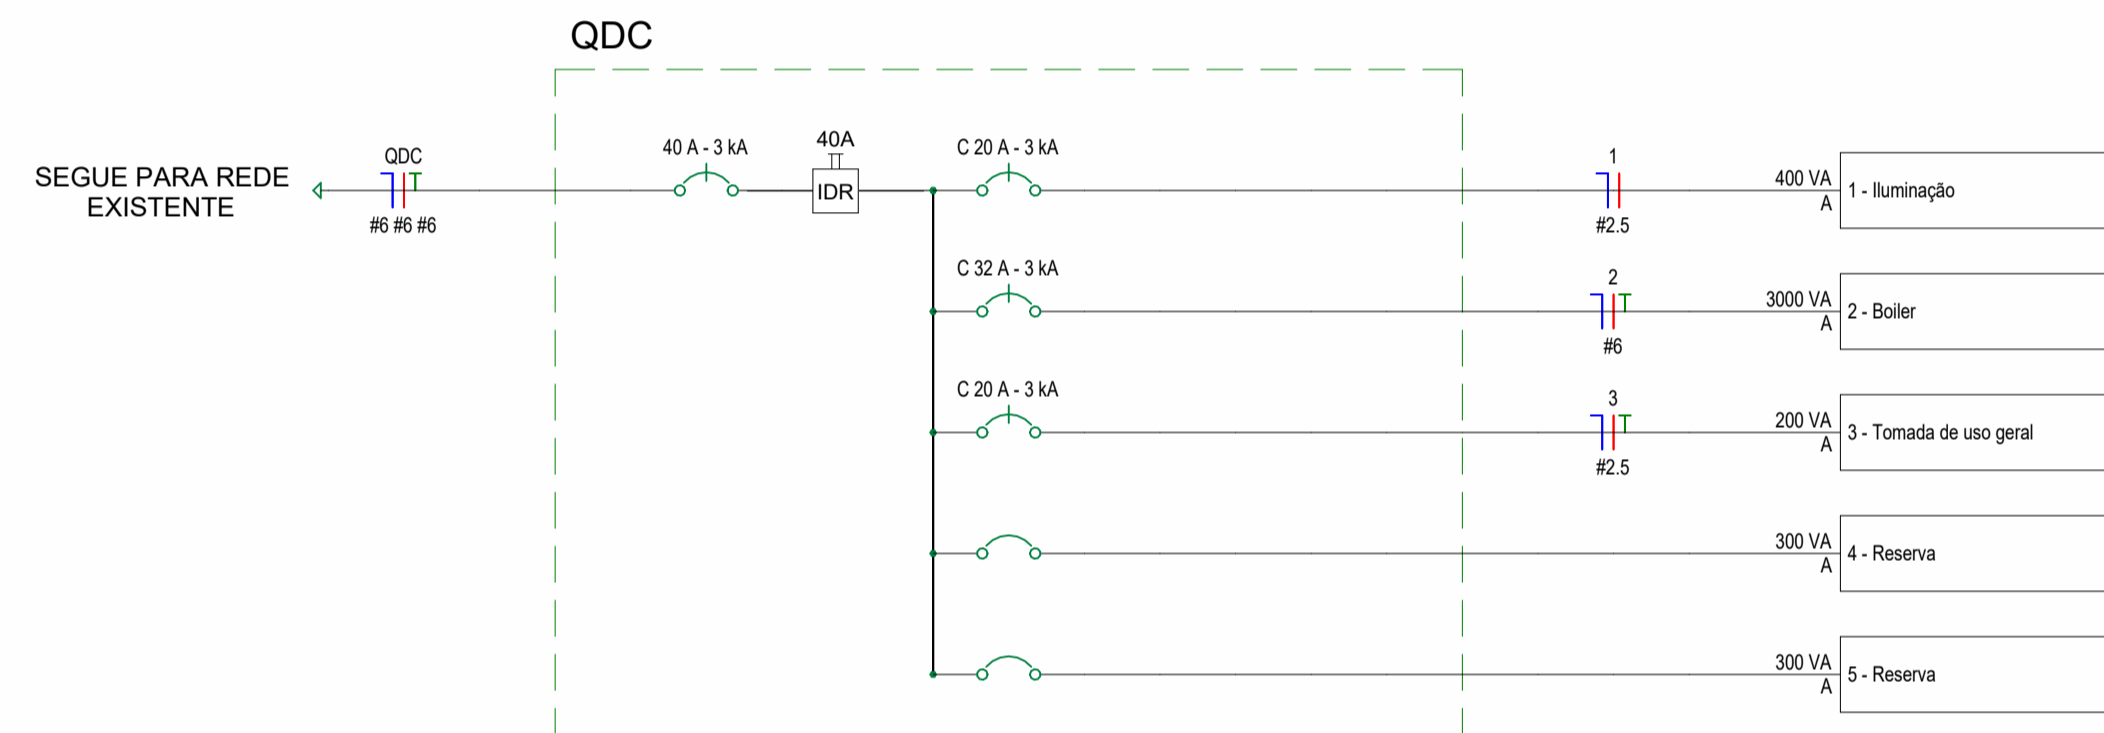 QDC
SEGUE PARA REDE
EXISTENTE
QDC
#6 #6 #6
40 A - 3 kA
40A
IDR
C 20 A - 3 kA
1
#2.5
400 VA
A
1 - Iluminação
C 32 A - 3 kA
2
#6
3000 VA
A
2 - Boiler
C 20 A - 3 kA
3
#2.5
200 VA
A
3 - Tomada de uso geral
300 VA
A
4 - Reserva
300 VA
A
5 - Reserva